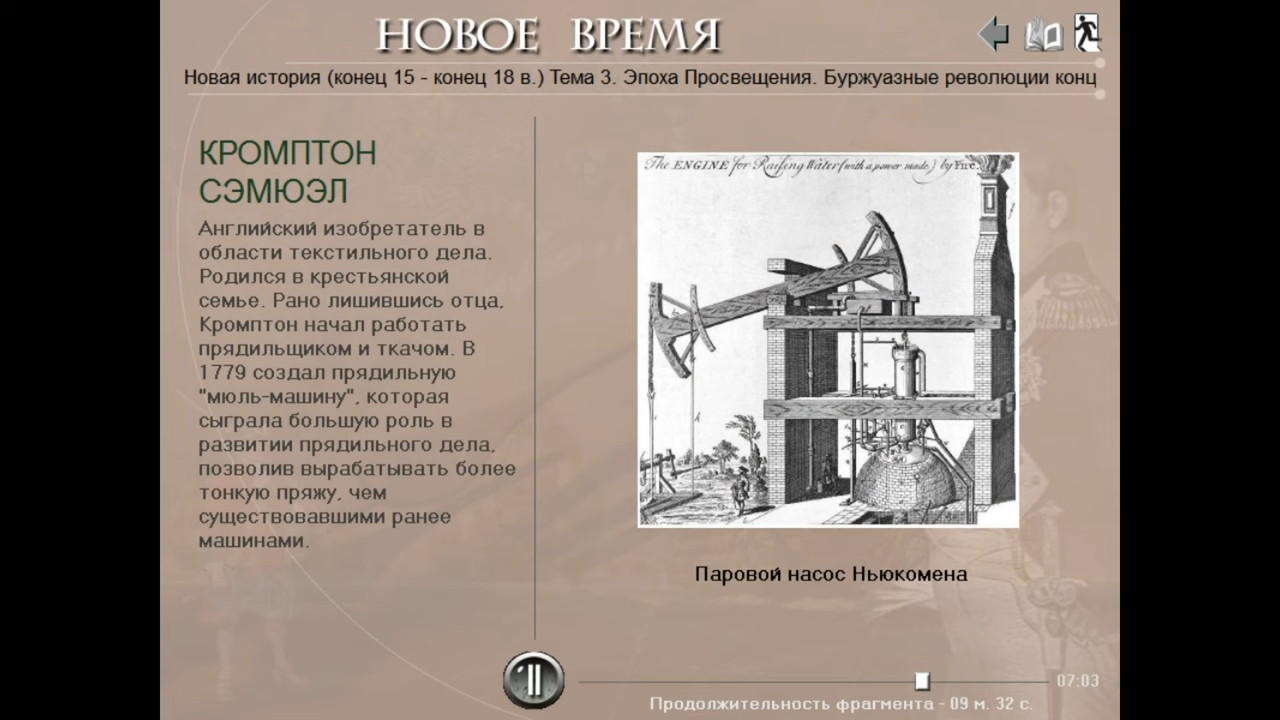 НОВОЕ ВРЕМЯ
Новая история (конец 15 - конец 18 в.) Тема 3. Эпоха Просвещения. Буржуазные революции конц
КРОМПТОН
СЭМЮЭЛ
Английский изобретатель в
области текстильного дела.
Родился в крестьянской
семье. Рано лишившись отца,
Кромптон начал работать
прядильщиком и ткачом. В
1779 создал прядильную
"мюль-машину", которая
сыграла большую роль в
развитии прядильного дела,
позволив вырабатывать более
тонкую пряжу, чем
существовавшими ранее
машинами.
The ENGINE for Raising Water (with a power made) by Fire.
Паровой насос Ньюкомена
07:03
Продолжительность фрагмента - 09 м. 32 с.